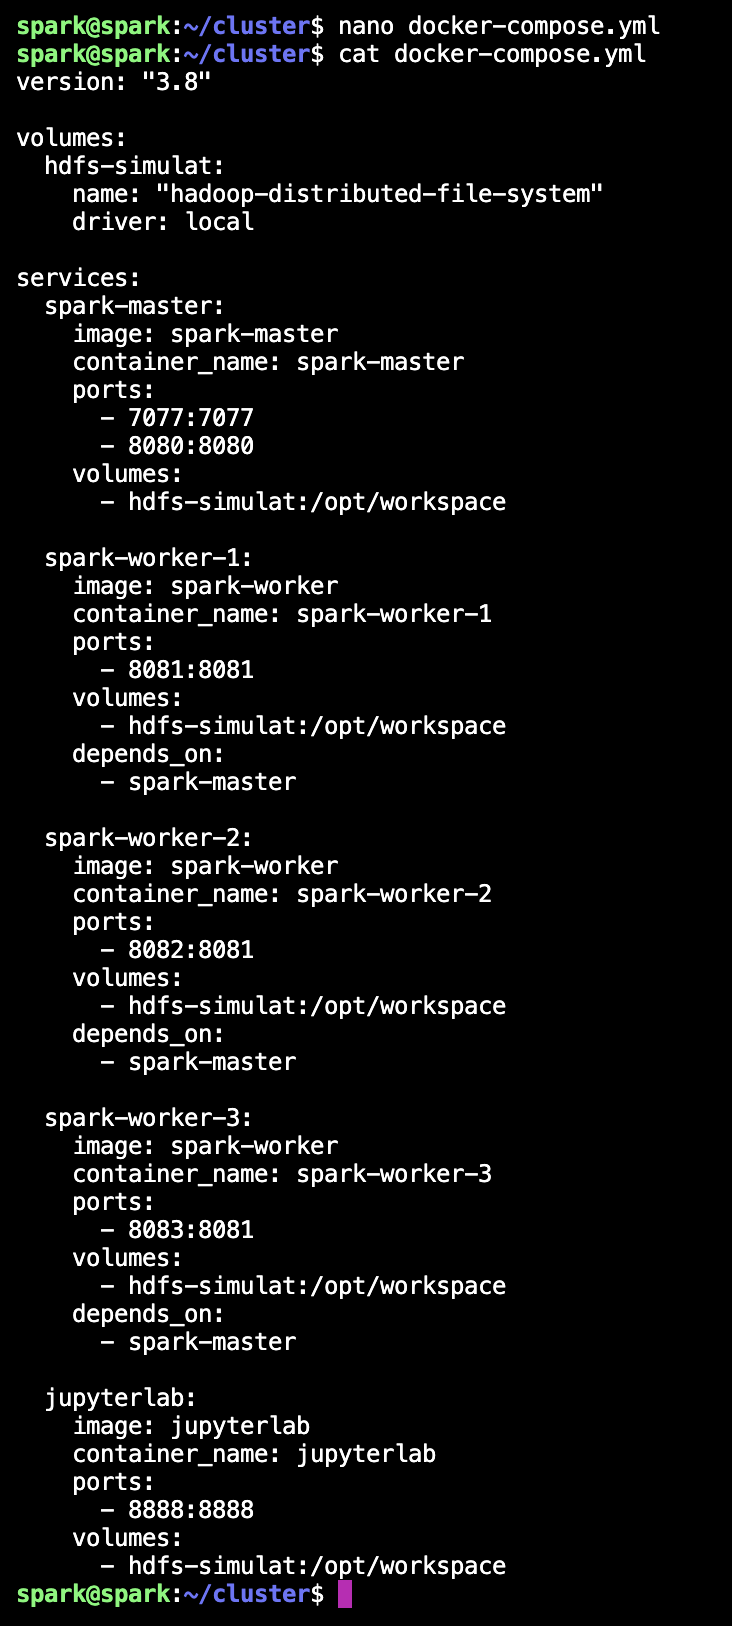 spark@spark:~/cluster$ nano docker-compose.yml
spark@spark:~/cluster$ cat docker-compose.yml
version: "3.8"

volumes:
  hdfs-simulat:
    name: "hadoop-distributed-file-system"
    driver: local

services:
  spark-master:
    image: spark-master
    container_name: spark-master
    ports:
      - 7077:7077
      - 8080:8080
    volumes:
      - hdfs-simulat:/opt/workspace

  spark-worker-1:
    image: spark-worker
    container_name: spark-worker-1
    ports:
      - 8081:8081
    volumes:
      - hdfs-simulat:/opt/workspace
    depends_on:
      - spark-master

  spark-worker-2:
    image: spark-worker
    container_name: spark-worker-2
    ports:
      - 8082:8081
    volumes:
      - hdfs-simulat:/opt/workspace
    depends_on:
      - spark-master

  spark-worker-3:
    image: spark-worker
    container_name: spark-worker-3
    ports:
      - 8083:8081
    volumes:
      - hdfs-simulat:/opt/workspace
    depends_on:
      - spark-master

  jupyterlab:
    image: jupyterlab
    container_name: jupyterlab
    ports:
      - 8888:8888
    volumes:
      - hdfs-simulat:/opt/workspace
spark@spark:~/cluster$